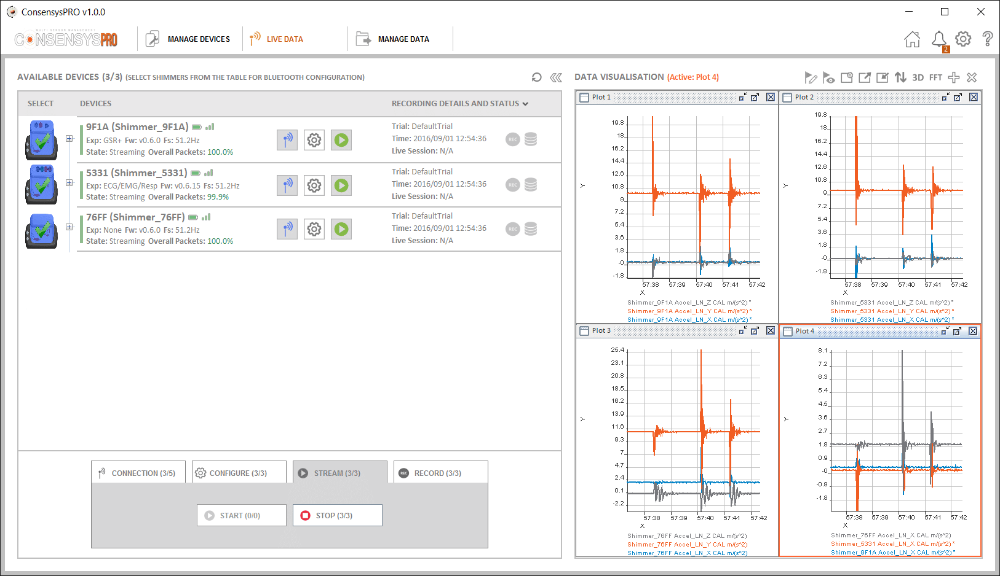 ConsensysPRO v1.0.0
MULTI SENSOR MANAGEMENT
CONSENSYSPRO
MANAGE DEVICES
LIVE DATA
MANAGE DATA
2
AVAILABLE DEVICES (3/3) (SELECT SHIMMERS FROM THE TABLE FOR BLUETOOTH CONFIGURATION)
SELECT DEVICES RECORDING DETAILS AND STATUS
9F1A (Shimmer_9F1A)
Exp: GSR+ Fw: v0.6.0 Fs: 51.2Hz
State: Streaming Overall Packets: 100.0%
Trial: DefaultTrial
Time: 2016/09/01 12:54:36
Live Session: N/A
REC
5331 (Shimmer_5331)
Exp: ECG/EMG/Resp Fw: v0.6.15 Fs: 51.2Hz
State: Streaming Overall Packets: 99.9%
Trial: DefaultTrial
Time: 2016/09/01 12:54:36
Live Session: N/A
REC
76FF (Shimmer_76FF)
Exp: None Fw: v0.6.0 Fs: 51.2Hz
State: Streaming Overall Packets: 100.0%
Trial: DefaultTrial
Time: 2016/09/01 12:54:36
Live Session: N/A
REC
CONNECTION (3/5)
CONFIGURE (3/3)
STREAM (3/3)
REC RECORD (3/3)
START (0/0)
STOP (3/3)
DATA VISUALISATION (Active: Plot 4)
3D FFT
Plot 1
19.8
18
16.2
14.4
12.6
10.8
9
7.2
5.4
3.6
1.8
-0
-1.8
Y
57:38 57:39 57:40 57:41 57:42
X
Shimmer_9F1A Accel_LN_Z CAL m/(s^2)*
Shimmer_9F1A Accel_LN_Y CAL m/(s^2)*
Shimmer_9F1A Accel_LN_X CAL m/(s^2)*
Plot 2
19.8
18
16.2
14.4
12.6
10.8
9
7.2
5.4
3.6
1.8
-0
-1.8
Y
57:38 57:39 57:40 57:41 57:42
X
Shimmer_5331 Accel_LN_Z CAL m/(s^2)*
Shimmer_5331 Accel_LN_Y CAL m/(s^2)*
Shimmer_5331 Accel_LN_X CAL m/(s^2)*
Plot 3
25.4
23.1
20.8
18.5
16.2
13.9
11.6
9.3
7
4.7
2.4
0.1
-2.2
Y
57:38 57:39 57:40 57:41 57:42
X
Shimmer_76FF Accel_LN_Z CAL m/(s^2)
Shimmer_76FF Accel_LN_Y CAL m/(s^2)
Shimmer_76FF Accel_LN_X CAL m/(s^2)
Plot 4
8.1
7.2
6.3
5.4
4.5
3.6
2.7
1.8
0.9
-0
-0.9
-1.8
Y
57:38 57:39 57:40 57:41 57:42
X
Shimmer_76FF Accel_LN_X CAL m/(s^2)
Shimmer_5331 Accel_LN_X CAL m/(s^2)*
Shimmer_9F1A Accel_LN_X CAL m/(s^2)*